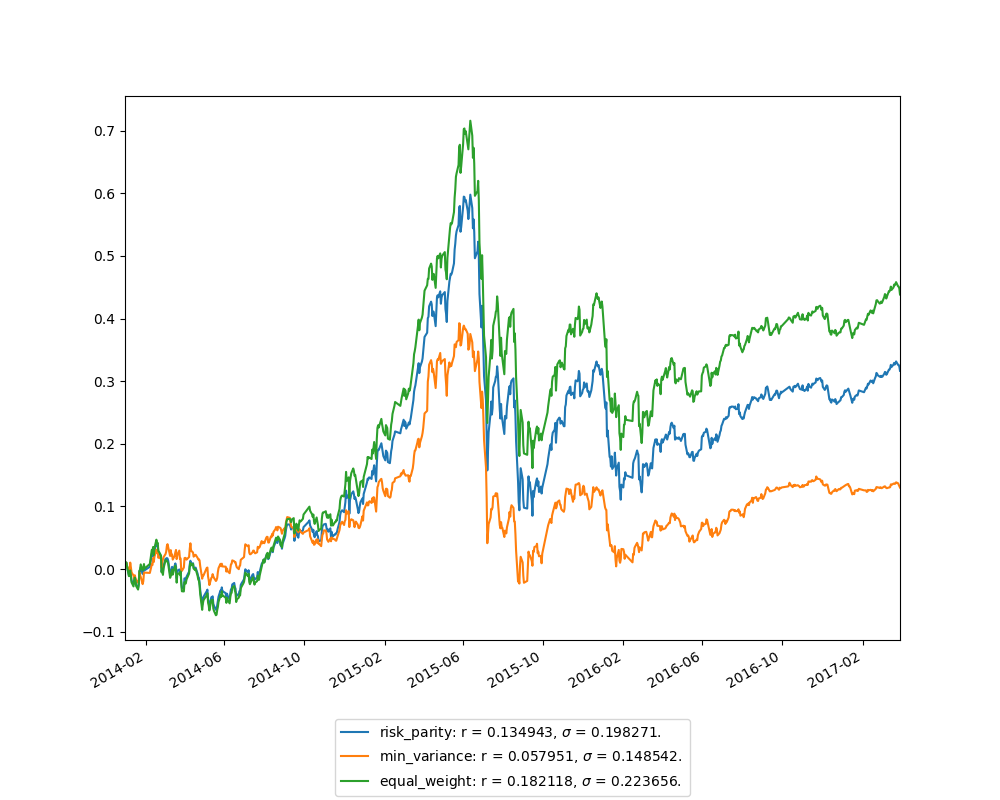 0.7
0.6
0.5
0.4
0.3
0.2
0.1
0.0
−0.1
2014-02 2014-06 2014-10 2015-02 2015-06 2015-10 2016-02 2016-06 2016-10 2017-02
risk_parity: r = 0.134943, σ = 0.198271.
min_variance: r = 0.057951, σ = 0.148542.
equal_weight: r = 0.182118, σ = 0.223656.